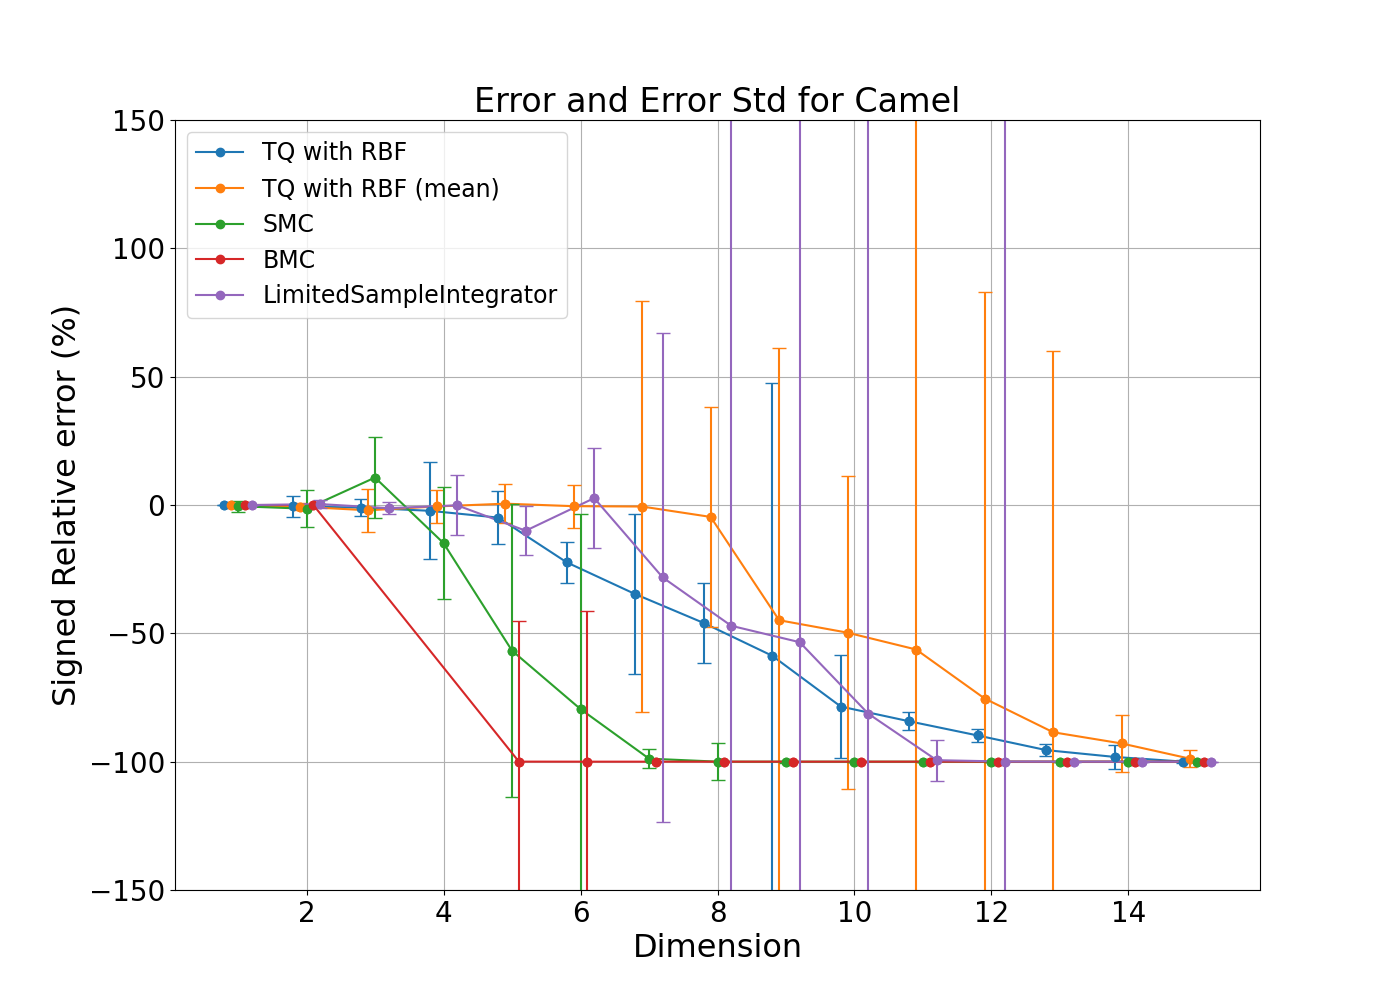 Error and Error Std for Camel
150
100
50
0
−50
−100
−150
Signed Relative error (%)
TQ with RBF
TQ with RBF (mean)
SMC
BMC
LimitedSampleIntegrator
2 4 6 8 10 12 14
Dimension